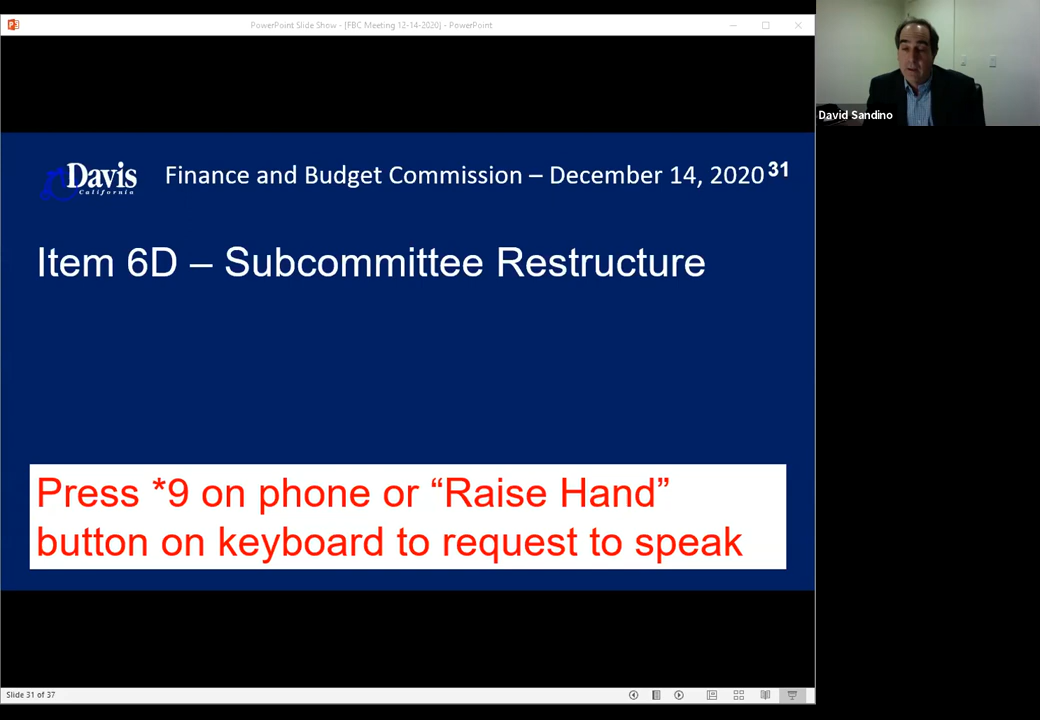 PowerPoint Slide Show - [FBC Meeting 12-14-2020] - PowerPoint
David Sandino
Davis
California
Finance and Budget Commission – December 14, 2020 31
Item 6D – Subcommittee Restructure
Press *9 on phone or “Raise Hand”
button on keyboard to request to speak
Slide 31 of 37